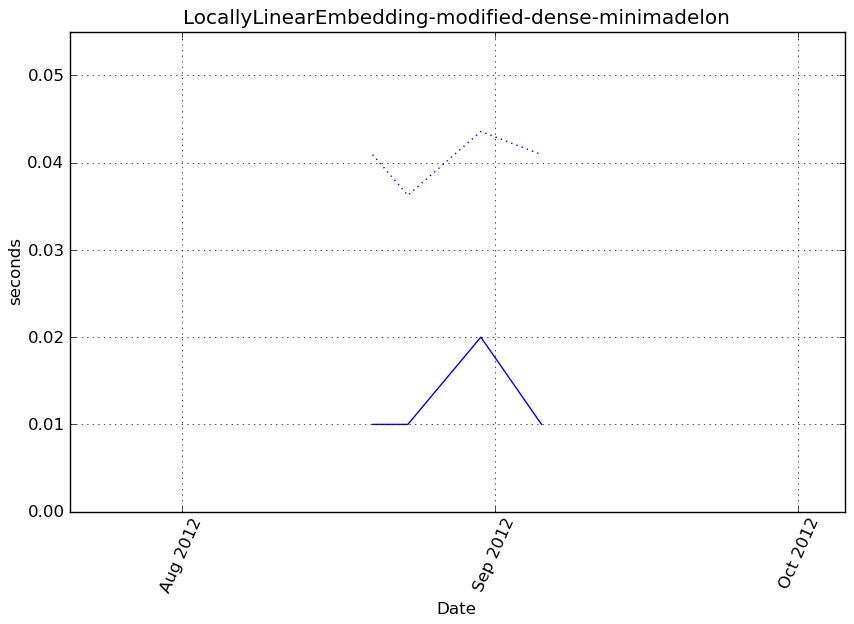 LocallyLinearEmbedding-modified-dense-minimadelon
0.05
0.04
0.03
0.02
0.01
0.00
seconds
Aug 2012
Sep 2012
Oct 2012
Date